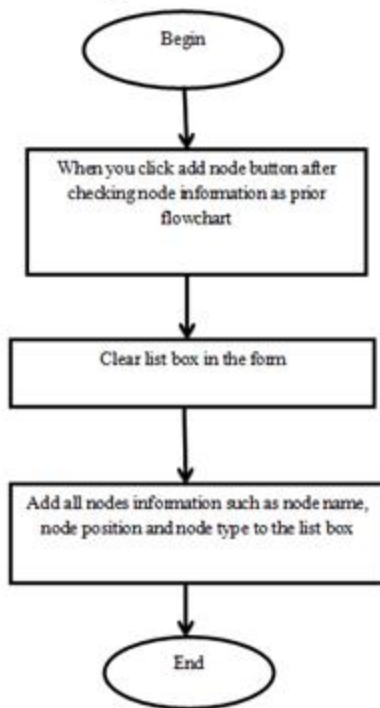 Begin
When you click add node button after
checking node information as prior
flowchart
Clear list box in the form
Add all nodes information such as node name,
node position and node type to the list box
End